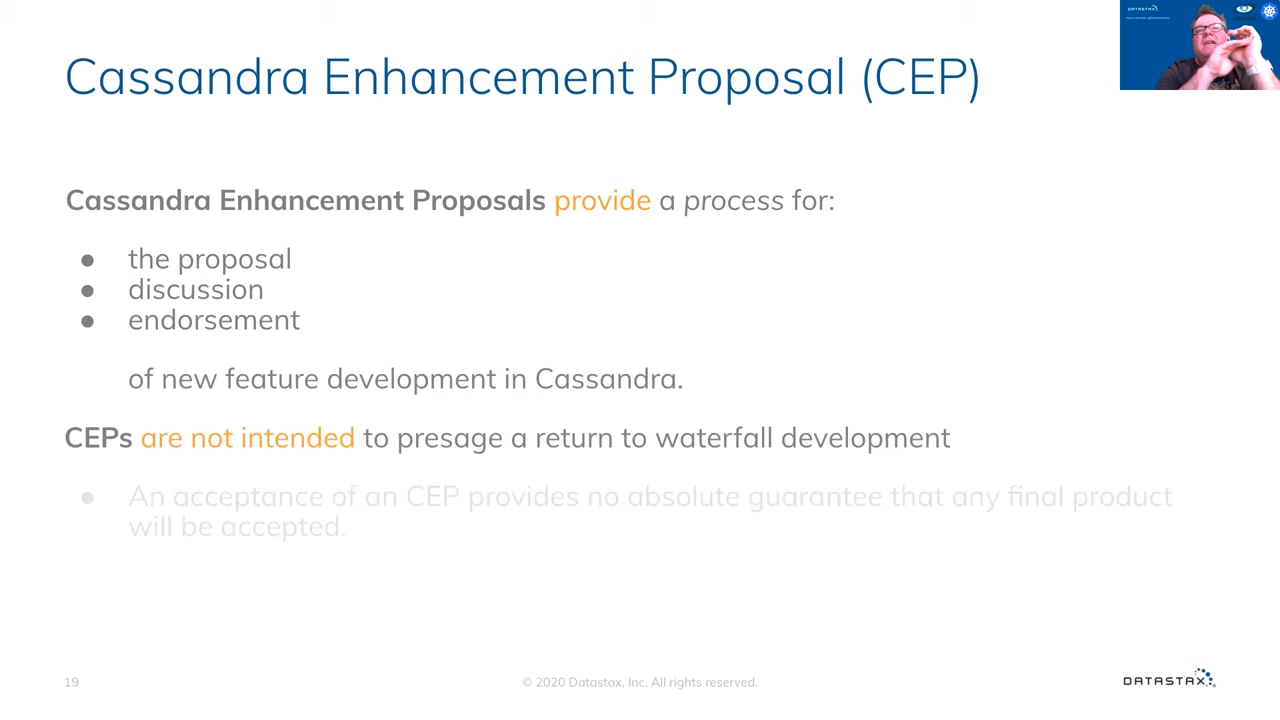 Cassandra Enhancement Proposal (CEP)
DATASTAX
Cassandra Enhancement Proposals provide a process for:
● the proposal
● discussion
● endorsement
of new feature development in Cassandra.
CEPs are not intended to presage a return to waterfall development
● An acceptance of an CEP provides no absolute guarantee that any final product
will be accepted.
19
© 2020 Datastax, Inc. All rights reserved.
DATASTAX